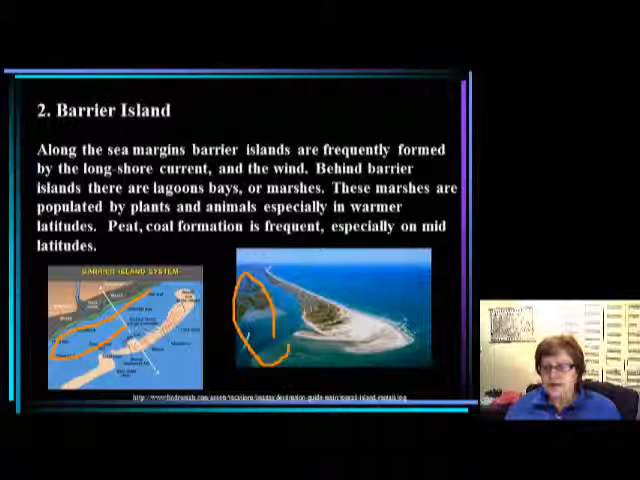 2. Barrier Island
Along the sea margins barrier islands are frequently formed
by the long-shore current, and the wind. Behind barrier
islands there are lagoons bays, or marshes. These marshes are
populated by plants and animals especially in warmer
latitudes. Peat, coal formation is frequent, especially on mid
latitudes.
BARRIER ISLAND SYSTEM